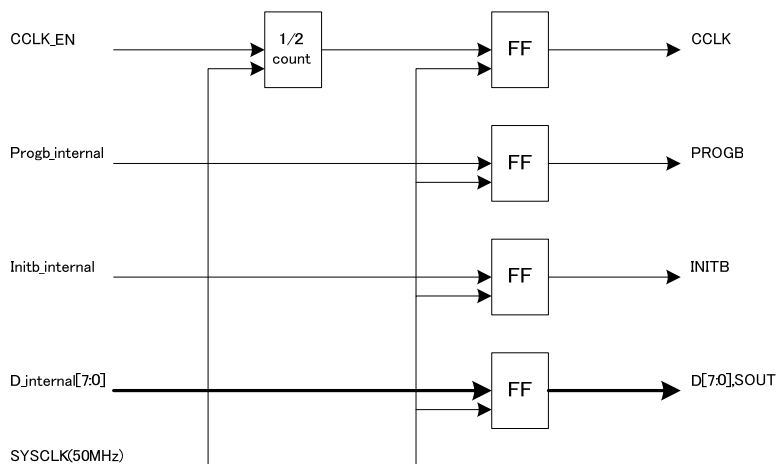 CCLK_EN
1/2
count
FF
CCLK
Progb_internal
FF
PROGB
Initb_internal
FF
INITB
D_internal[7:0]
FF
D[7:0],SOUT
SYSCLK(50MHz)